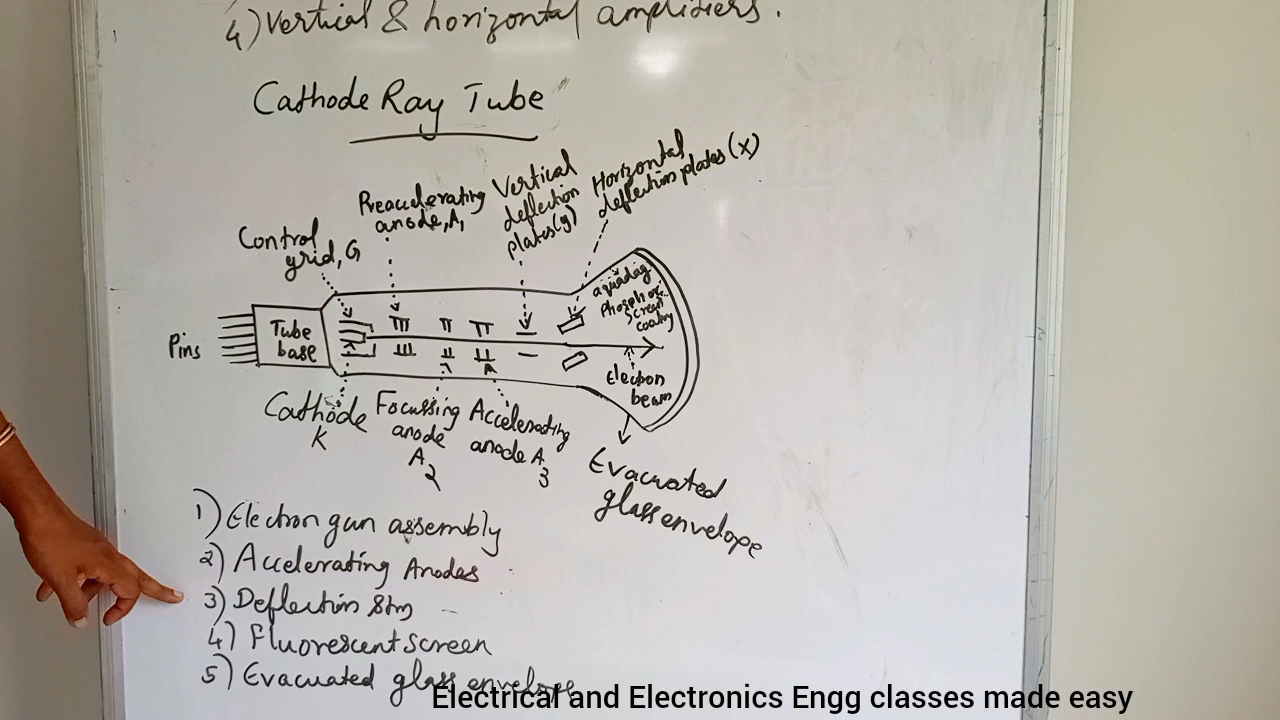 4) Vertical & horizontal amplifiers.
Cathode Ray Tube
Preaccelerating
anode, A1
Vertical
deflection
plates(y)
Horizontal
deflection plates (x)
Control
grid, G
Pins
Tube
base
aquadag
Phosphor
Screen
coating
Electron
beam
Cathode
K
Focussing
anode
A2
Accelerating
anode A3
Evacuated
glass envelope
1) Electron gun assembly
2) Accelerating Anodes
3) Deflection Stm
4) Fluorescent screen
5) Evacuated glass envelope
Electrical and Electronics Engg classes made easy